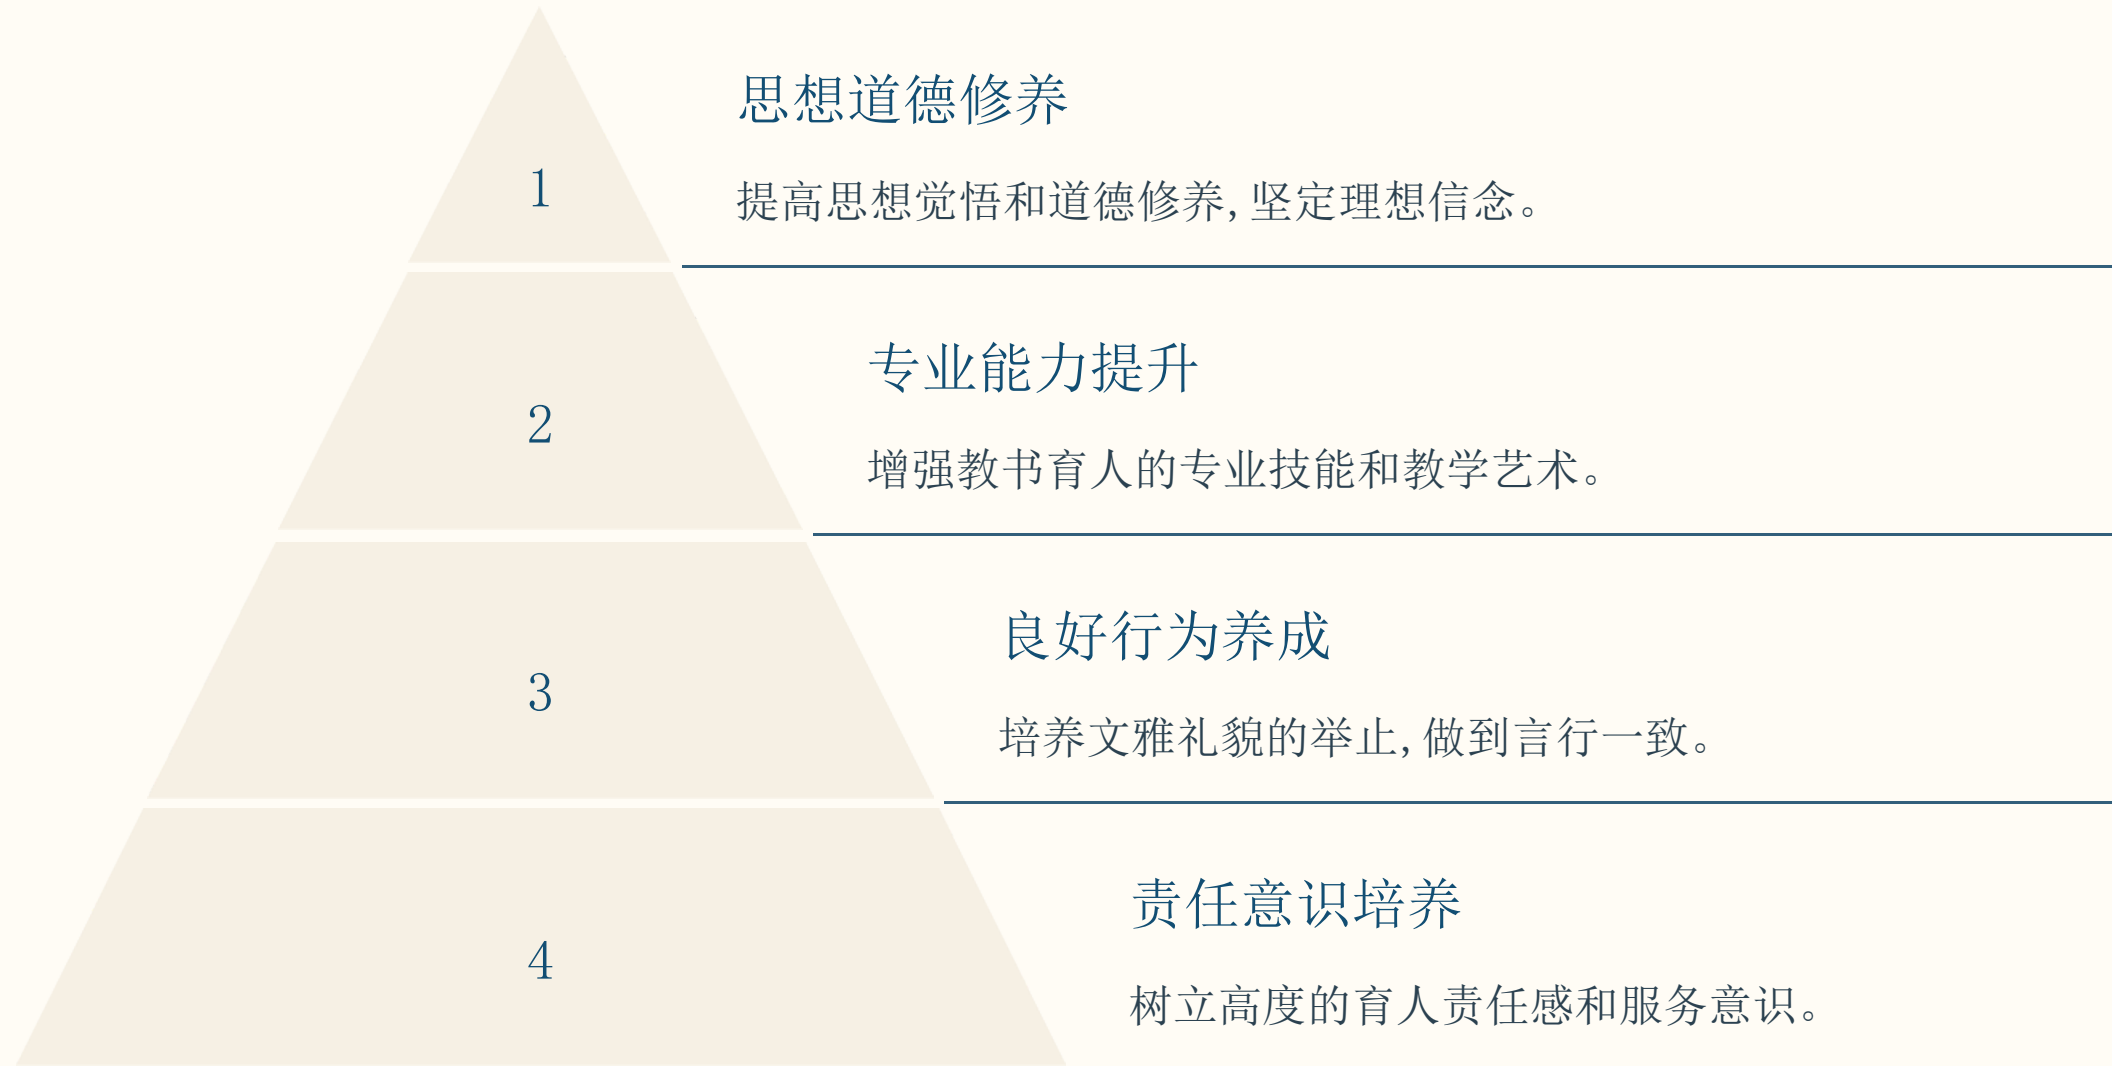 思想道德修养
1
提高思想觉悟和道德修养,坚定理想信念。
专业能力提升
2
增强教书育人的专业技能和教学艺术。
良好行为养成
3
培养文雅礼貌的举止,做到言行一致。
责任意识培养
4
树立高度的育人责任感和服务意识。